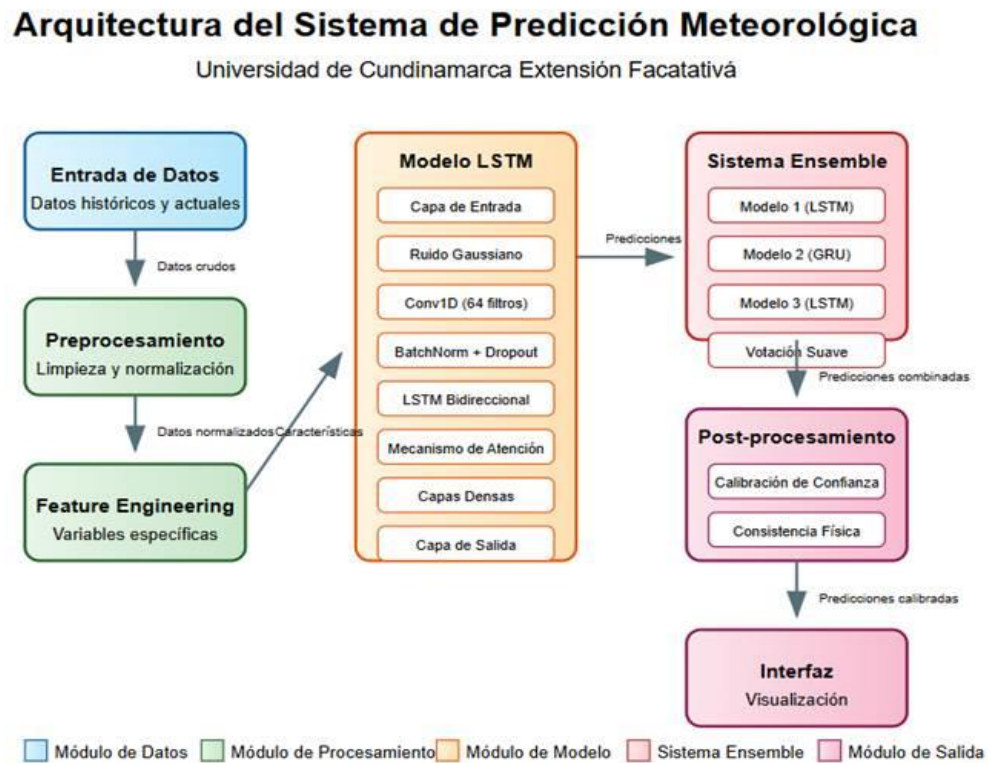 Arquitectura del Sistema de Predicción Meteorológica
Universidad de Cundinamarca Extensión Facatativá
Entrada de Datos
Datos históricos y actuales
Datos crudos
Preprocesamiento
Limpieza y normalización
Datos normalizados
Características
Feature Engineering
Variables específicas
Modelo LSTM
Capa de Entrada
Ruido Gaussiano
Conv1D (64 filtros)
BatchNorm + Dropout
LSTM Bidireccional
Mecanismo de Atención
Capas Densas
Capa de Salida
Predicciones
Sistema Ensemble
Modelo 1 (LSTM)
Modelo 2 (GRU)
Modelo 3 (LSTM)
Votación Suave
Predicciones combinadas
Post-procesamiento
Calibración de Confianza
Consistencia Física
Predicciones calibradas
Interfaz
Visualización
Módulo de Datos
Módulo de Procesamiento
Módulo de Modelo
Sistema Ensemble
Módulo de Salida